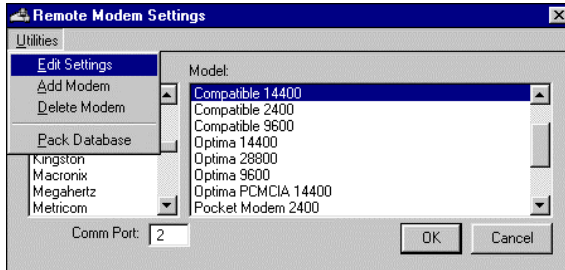 Remote Modem Settings
Utilities
Edit Settings
Add Modem
Delete Modem
Pack Database
Kingston
Macronix
Megahertz
Metricom
Model:
Compatible 14400
Compatible 2400
Compatible 9600
Optima 14400
Optima 28800
Optima 9600
Optima PCMCIA 14400
Pocket Modem 2400
Comm Port: 2
OK
Cancel